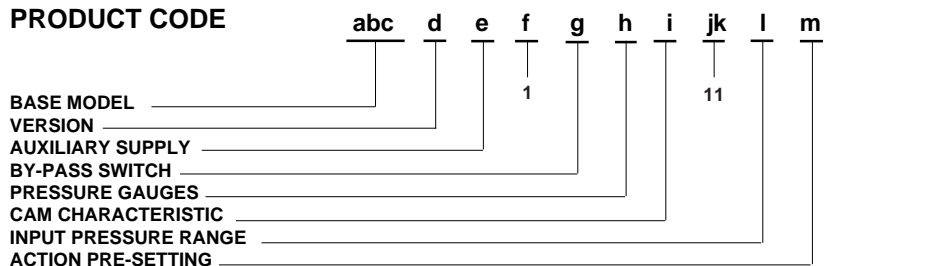 PRODUCT CODE abc d e f g h i jk l m
1 11
BASE MODEL
VERSION
AUXILIARY SUPPLY
BY-PASS SWITCH
PRESSURE GAUGES
CAM CHARACTERISTIC
INPUT PRESSURE RANGE
ACTION PRE-SETTING